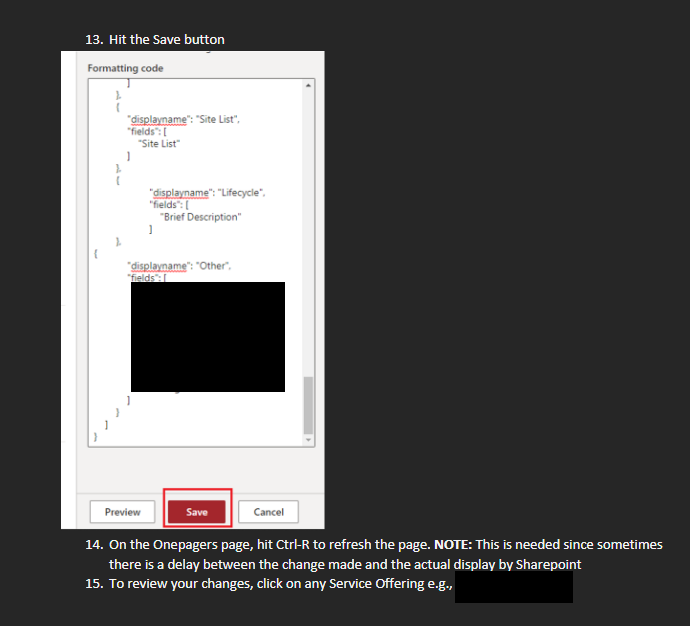 13. Hit the Save button
Formatting code
]
},
{
"displayname": "Site List",
"fields": [
"Site List"
]
},
{
"displayname": "Lifecycle",
"fields": [
"Brief Description"
]
},
{
"displayname": "Other",
"fields": [
]
}
]
}
Preview Save Cancel
14. On the Onepagers page, hit Ctrl-R to refresh the page. NOTE: This is needed since sometimes
there is a delay between the change made and the actual display by Sharepoint
15. To review your changes, click on any Service Offering e.g.,